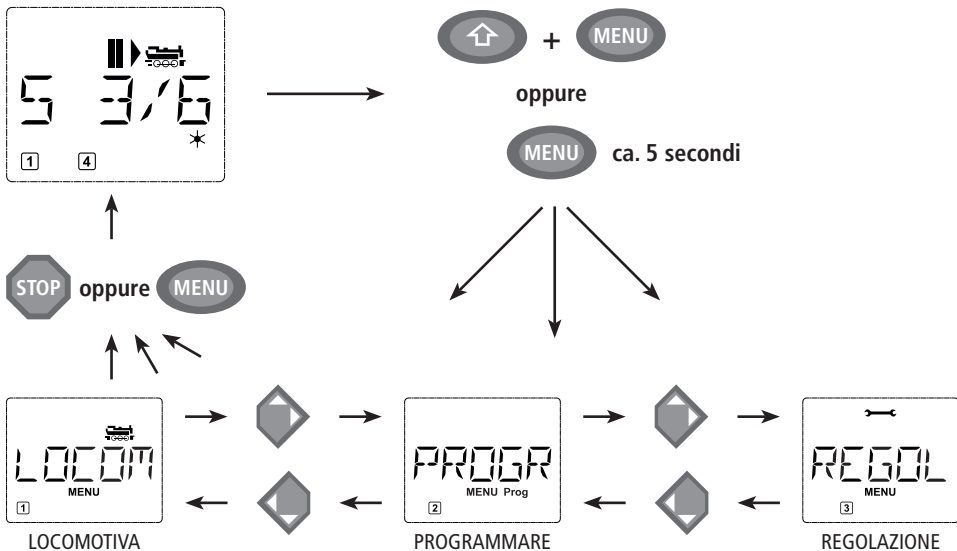 + MENU
5 3/6
oppure
1 4
MENU ca. 5 secondi
STOP oppure MENU
LOCOM
MENU
1
PROGR
MENU Prog
2
REGOL
MENU
3
LOCOMOTIVA
PROGRAMMARE
REGOLAZIONE